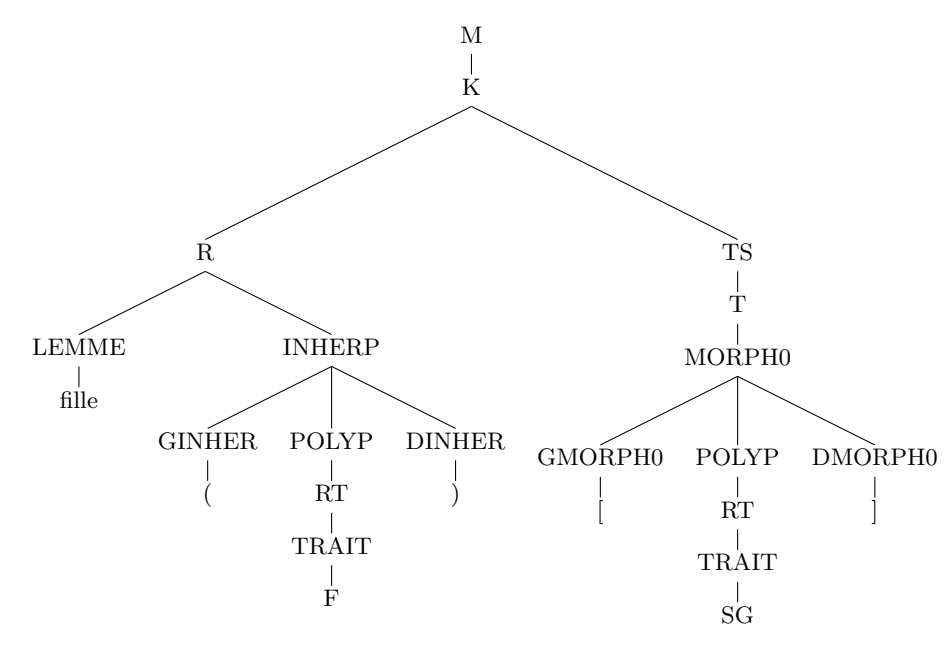 M
K
R TS
T
LEMME INHERP MORPH0
fille
GINHER POLYP DINHER GMORPH0 POLYP DMORPH0
( RT ) [ RT ]
TRAIT TRAIT
F SG